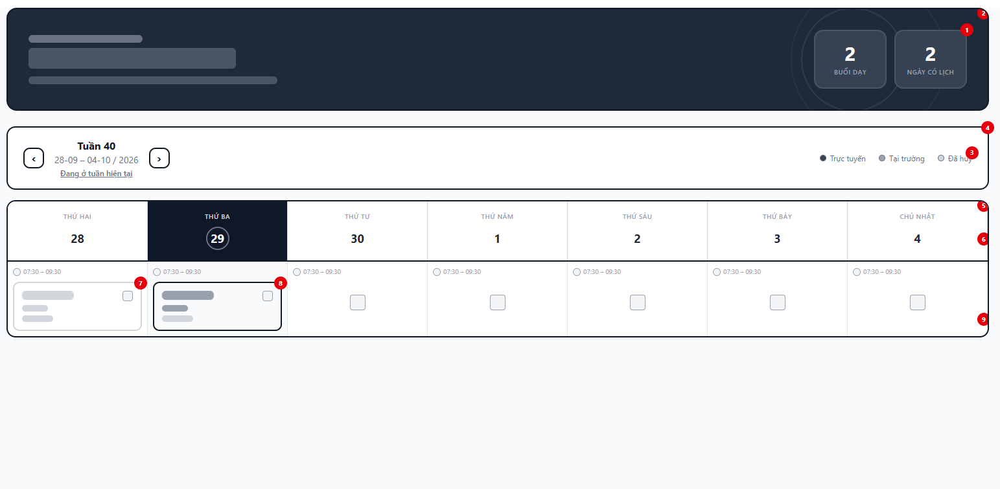 2
1
2
2
BUỔI DẠY
NGÀY CÓ LỊCH
4
Tuần 40
‹
28-09 – 04-10 / 2026
›
Đang ở tuần hiện tại
Trực tuyến
Tại trường
Đã hủy
3
5
THỨ HAI
THỨ BA
THỨ TƯ
THỨ NĂM
THỨ SÁU
THỨ BẢY
CHỦ NHẬT
28
29
30
1
2
3
4
6
07:30 – 09:30
07:30 – 09:30
07:30 – 09:30
07:30 – 09:30
07:30 – 09:30
07:30 – 09:30
07:30 – 09:30
7
8
9